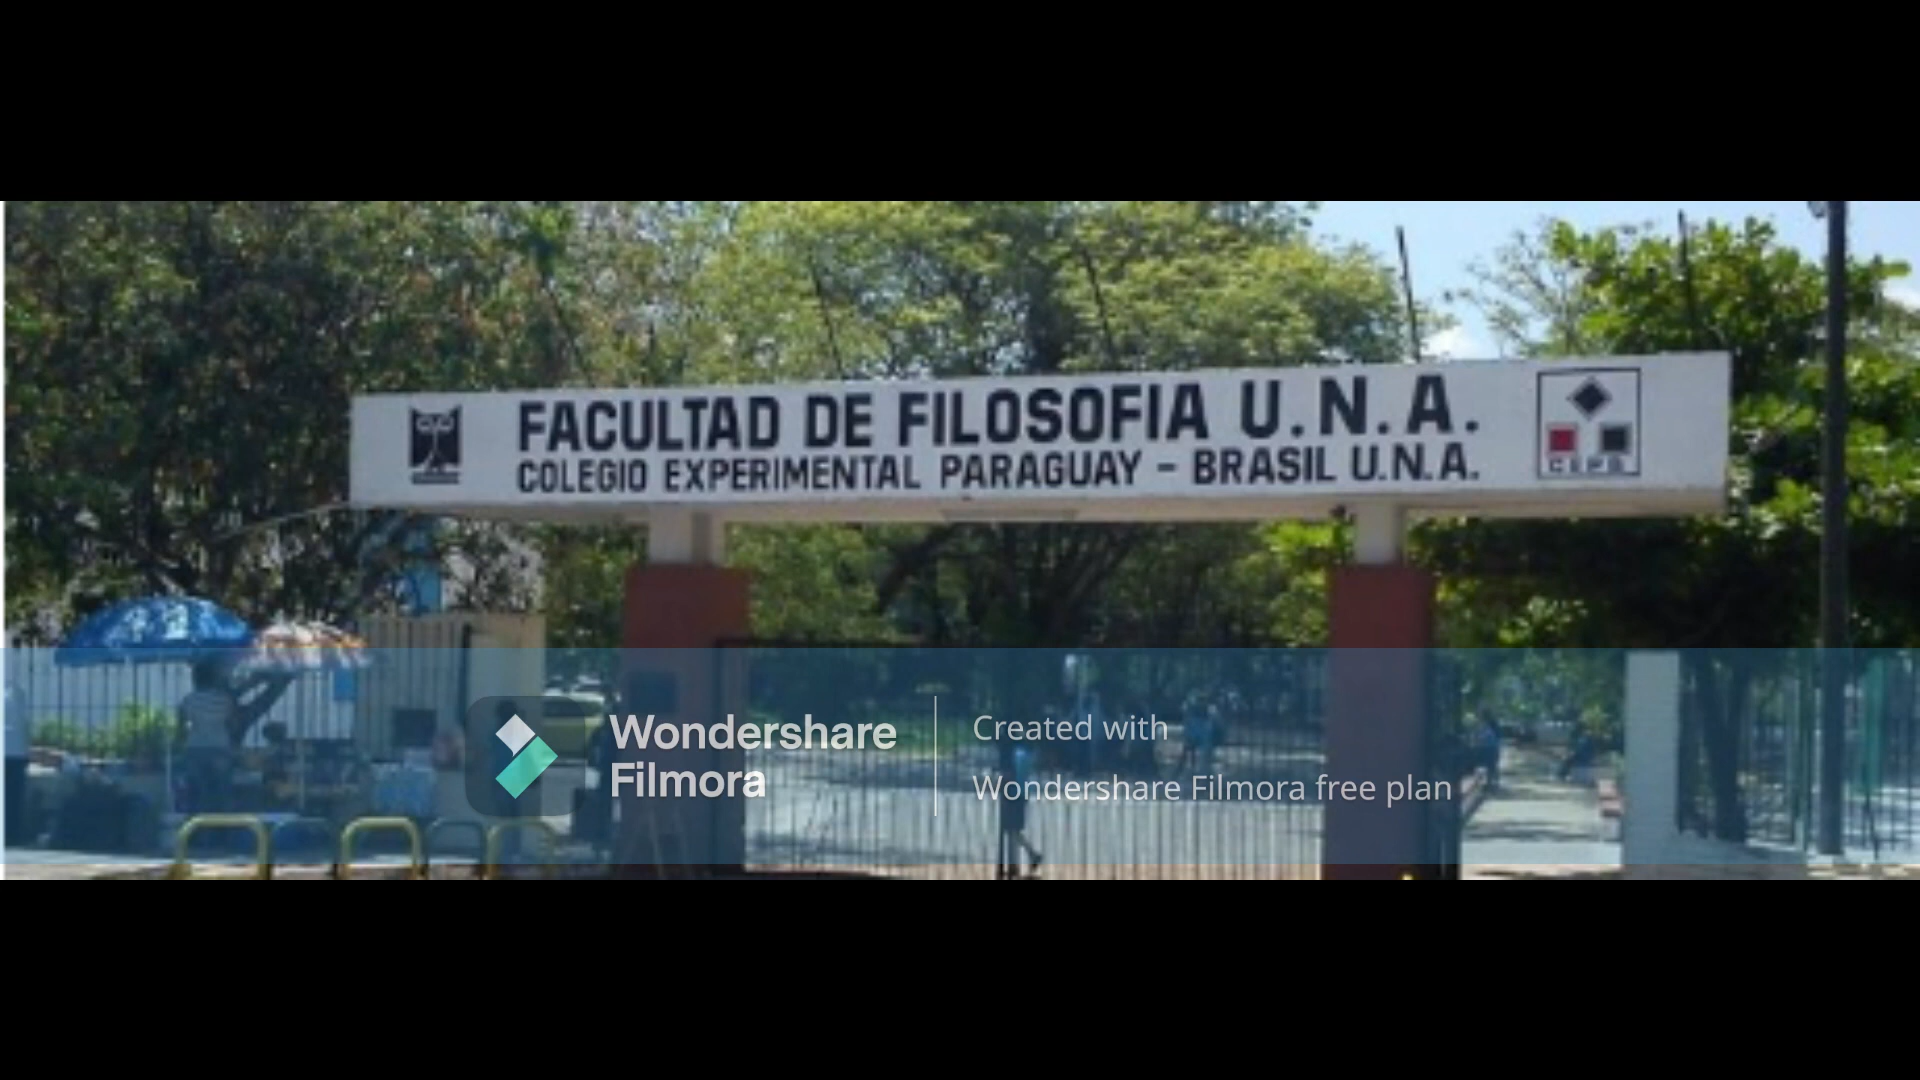 FACULTAD DE FILOSOFIA U.N.A.
COLEGIO EXPERIMENTAL PARAGUAY - BRASIL U.N.A.
C E P B
Wondershare
Filmora
Created with
Wondershare Filmora free plan